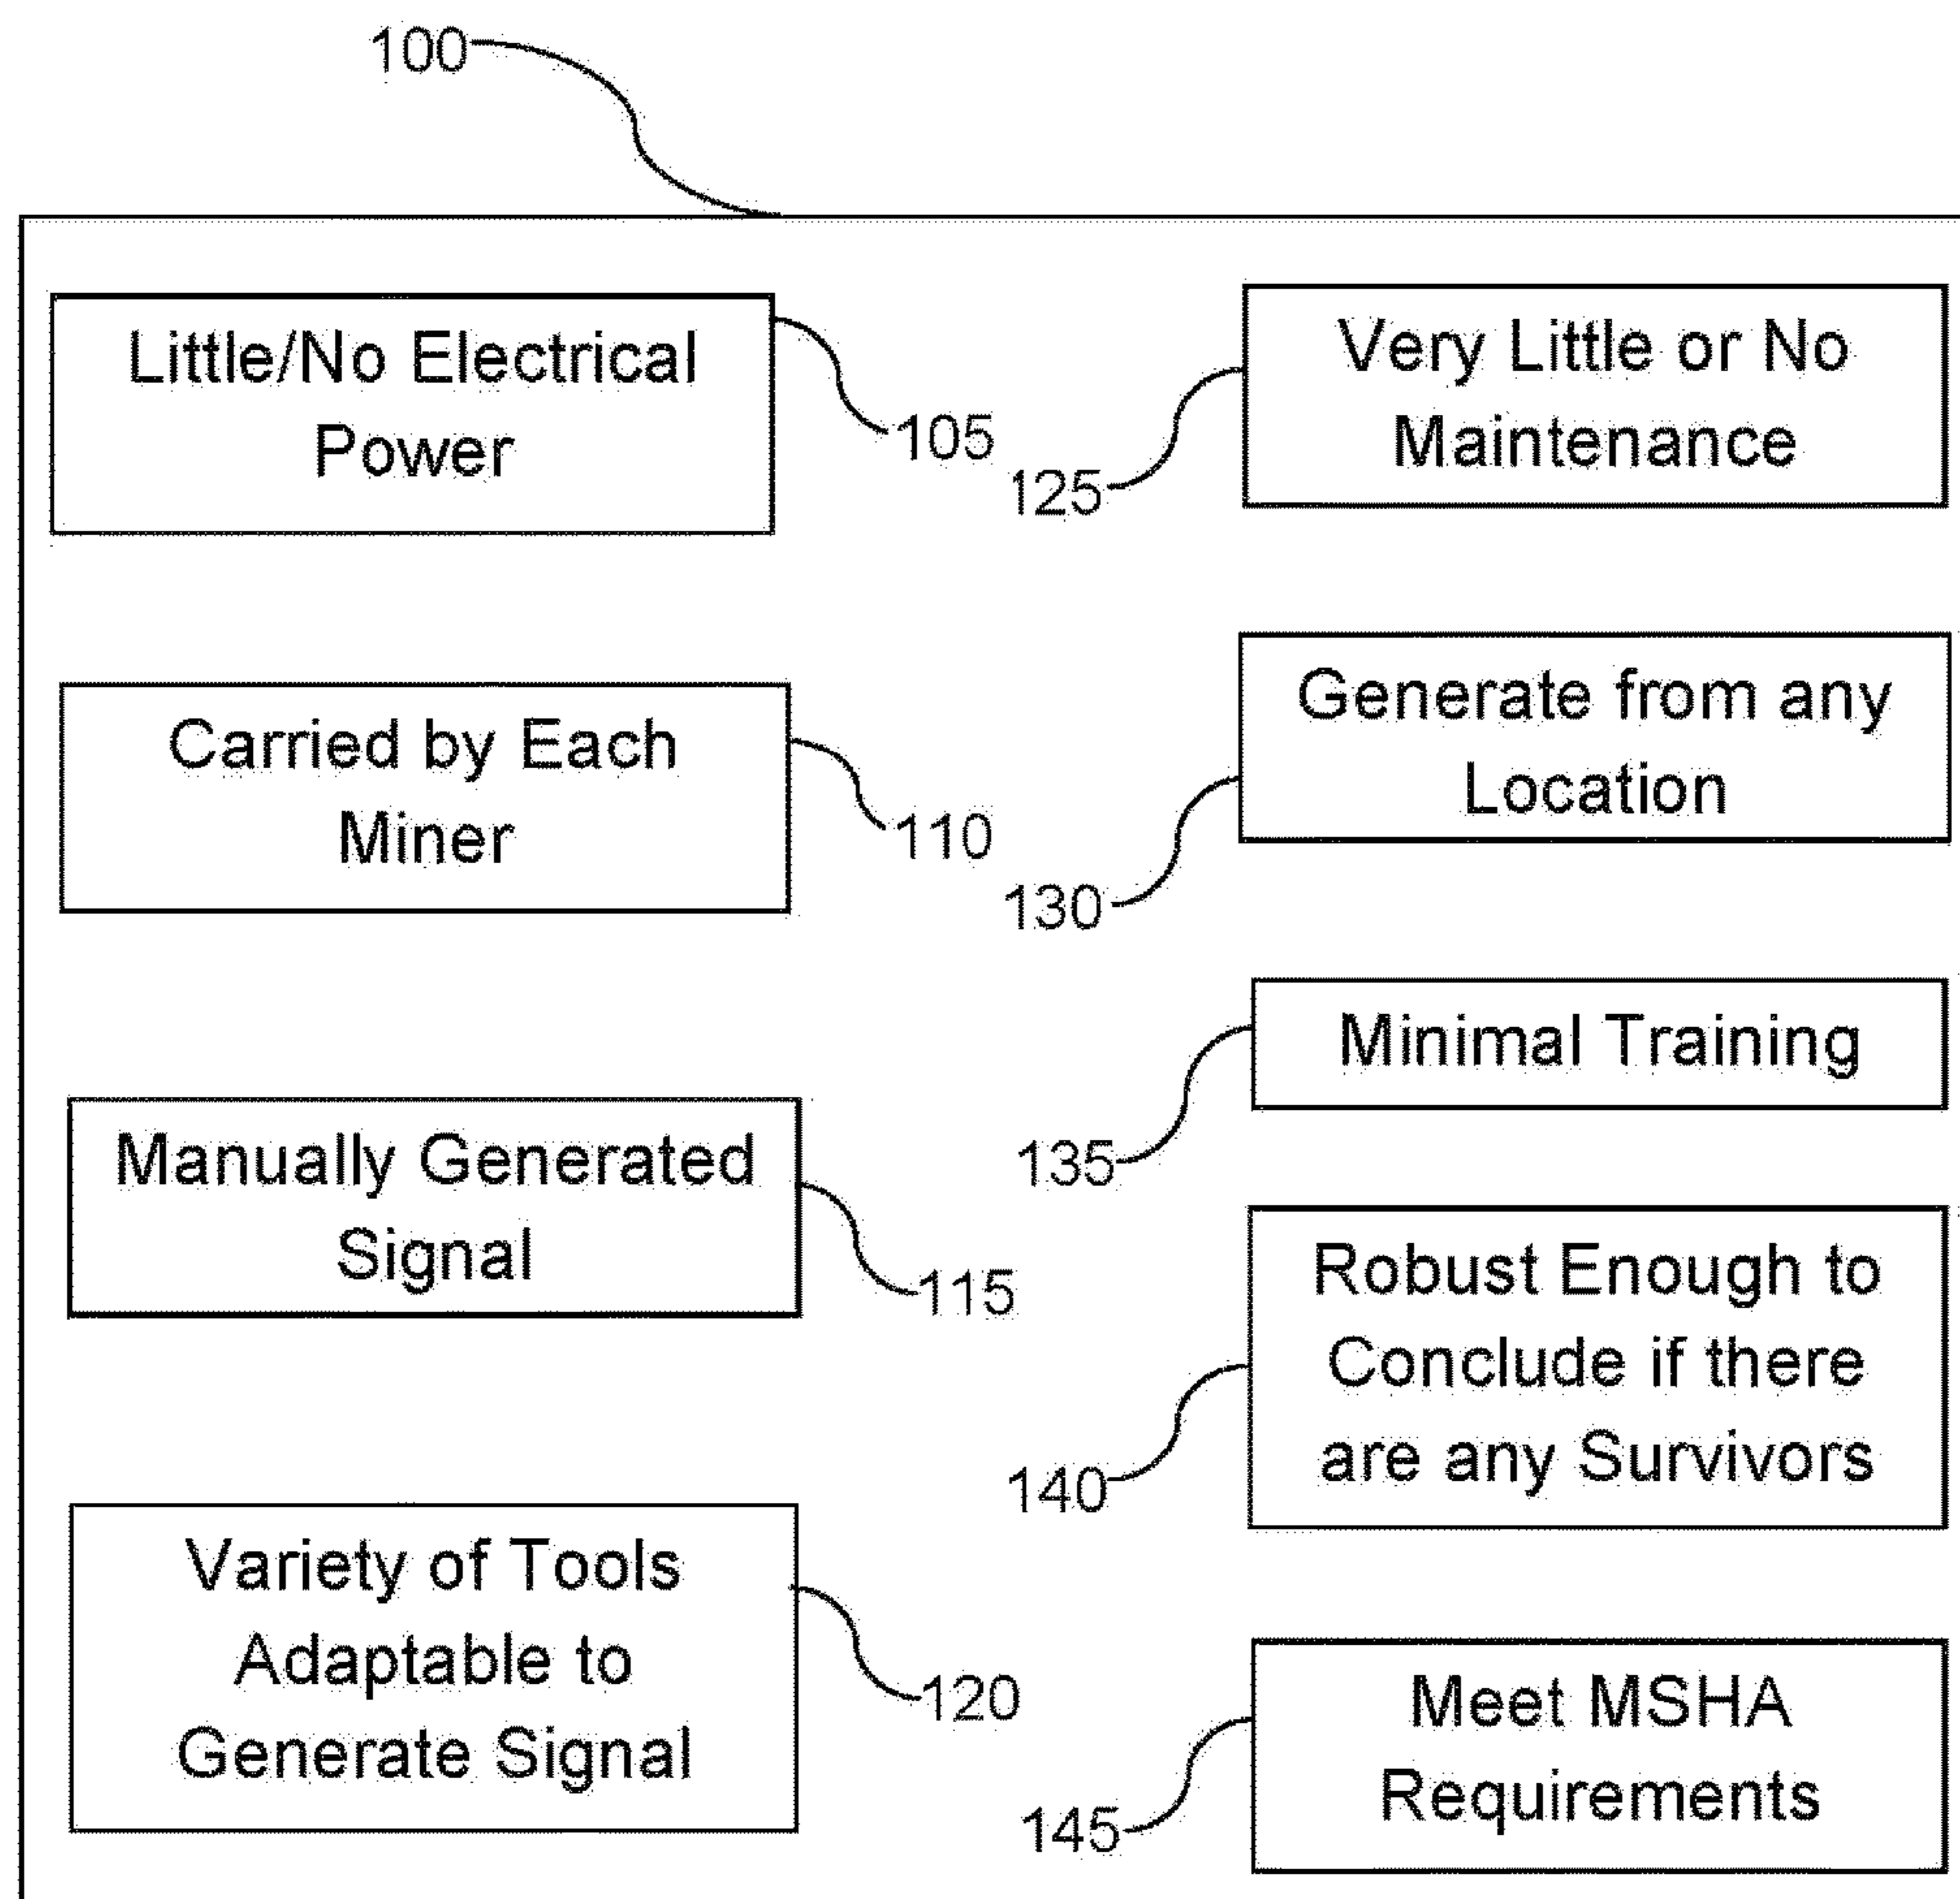 100
Little/No Electrical
Power
105
Carried by Each
Miner
110
Manually Generated
Signal
115
Variety of Tools
Adaptable to
Generate Signal
120
Very Little or No
Maintenance
125
Generate from any
Location
130
Minimal Training
135
Robust Enough to
Conclude if there
are any Survivors
140
Meet MSHA
Requirements
145